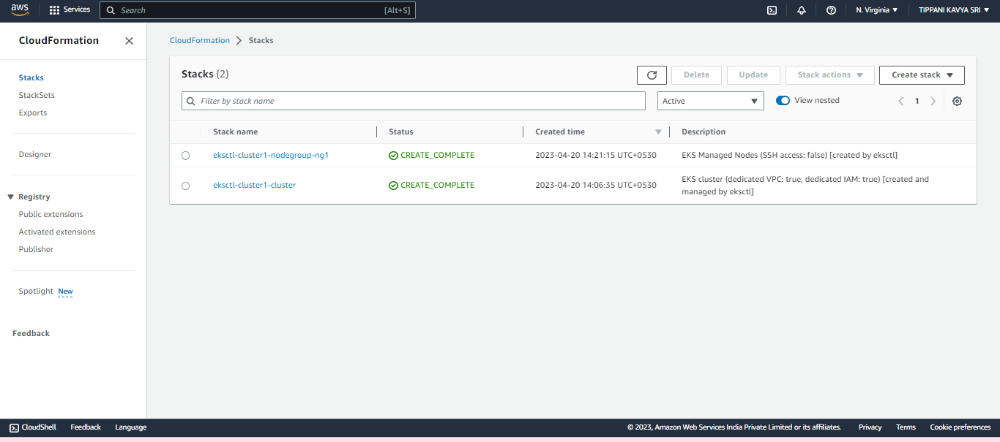 aws
Services
Search
[Alt+S]
N. Virginia
TIPPANI KAVYA SRI
CloudFormation
Stacks
StackSets
Exports
Designer
Registry
Public extensions
Activated extensions
Publisher
Spotlight New
Feedback
CloudFormation Stacks
Stacks (2)
Delete
Update
Stack actions
Create stack
Filter by stack name
Active
View nested
1
Stack name
Status
Created time
Description
eksctl-cluster1-nodegroup-ng1
CREATE_COMPLETE
2023-04-20 14:21:15 UTC+0530
EKS Managed Nodes (SSH access: false) [created by eksctl]
eksctl-cluster1-cluster
CREATE_COMPLETE
2023-04-20 14:06:35 UTC+0530
EKS cluster (dedicated VPC: true, dedicated IAM: true) [created and
managed by eksctl]
CloudShell
Feedback
Language
© 2023, Amazon Web Services India Private Limited or its affiliates.
Privacy
Terms
Cookie preferences